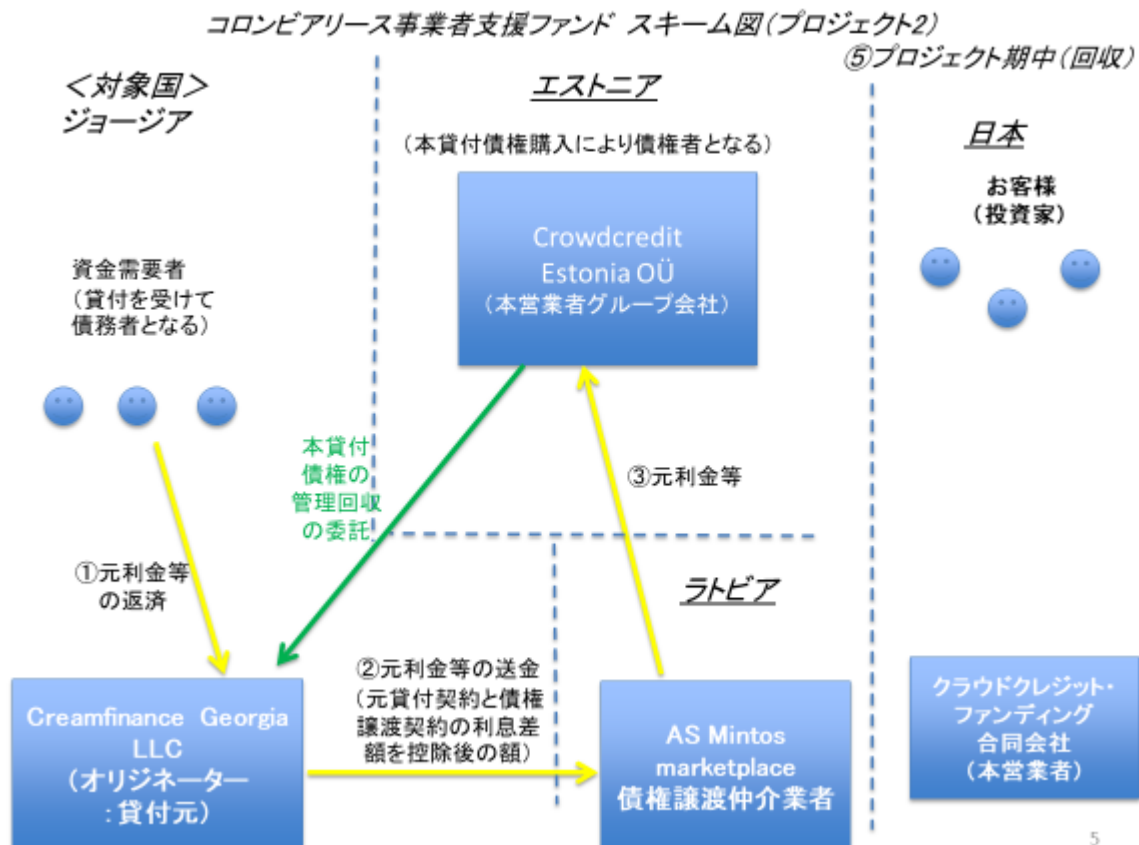 コロンビアリース事業者支援ファンド スキーム図(プロジェクト2)
⑤プロジェクト期中(回収)
＜対象国＞
ジョージア
エストニア
(本貸付債権購入により債権者となる)
日本
お客様
(投資家)
Crowdcredit
Estonia OÜ
(本営業者グループ会社)
資金需要者
(貸付を受けて
債務者となる)
本貸付
債権の
管理回収
の委託
③元利金等
①元利金等
の返済
ラトビア
②元利金等の送金
(元貸付契約と債権
譲渡契約の利息差
額を控除後の額)
Creamfinance Georgia
LLC
(オリジネーター
:貸付元)
AS Mintos
marketplace
債権譲渡仲介業者
クラウドクレジット・
ファンディング
合同会社
(本営業者)
5